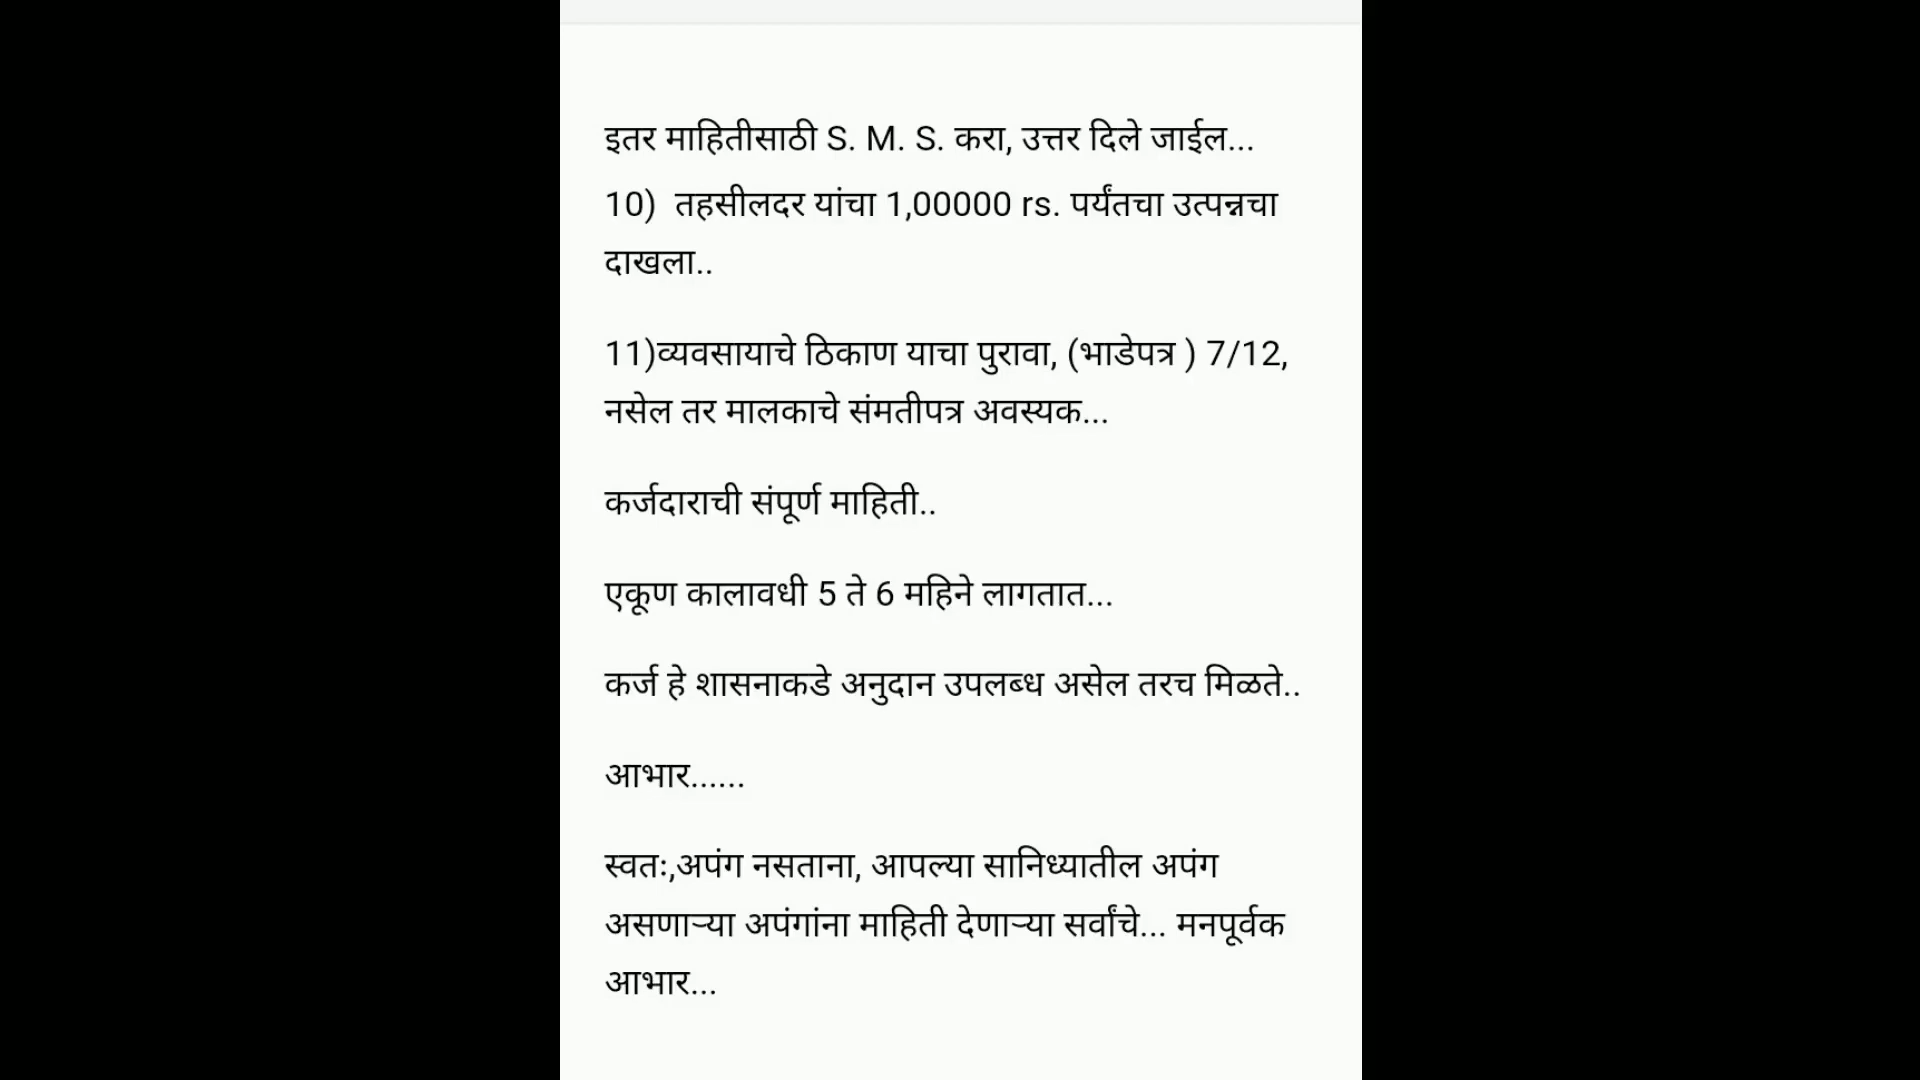 इतर माहितीसाठी S. M. S. करा, उत्तर दिले जाईल...
10)  तहसीलदर यांचा 1,00000 rs. पर्यंतचा उत्पन्नचा
दाखला..
11)व्यवसायाचे ठिकाण याचा पुरावा, (भाडेपत्र ) 7/12,
नसेल तर मालकाचे संमतीपत्र अवस्यक...
कर्जदाराची संपूर्ण माहिती..
एकूण कालावधी 5 ते 6 महिने लागतात...
कर्ज हे शासनाकडे अनुदान उपलब्ध असेल तरच मिळते..
आभार......
स्वतः,अपंग नसताना, आपल्या सानिध्यातील अपंग
असणाऱ्या अपंगांना माहिती देणाऱ्या सर्वांचे... मनपूर्वक
आभार...